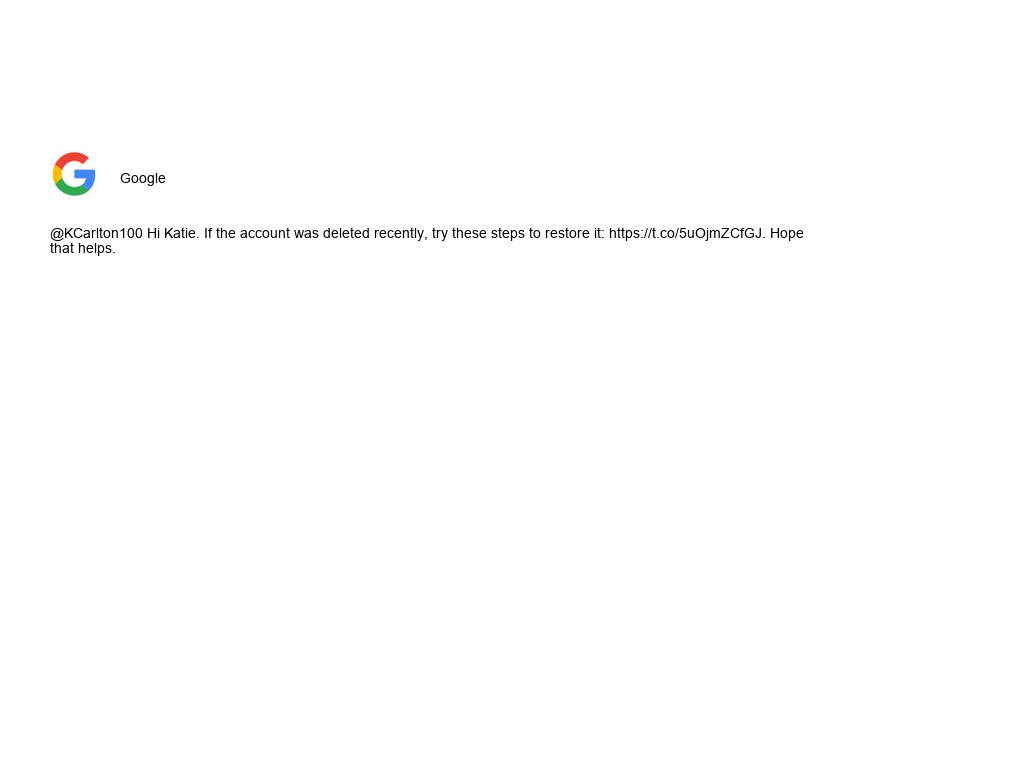 Google
@KCarlton100 Hi Katie. If the account was deleted recently, try these steps to restore it: https://t.co/5uOjmZCfGJ. Hope
that helps.